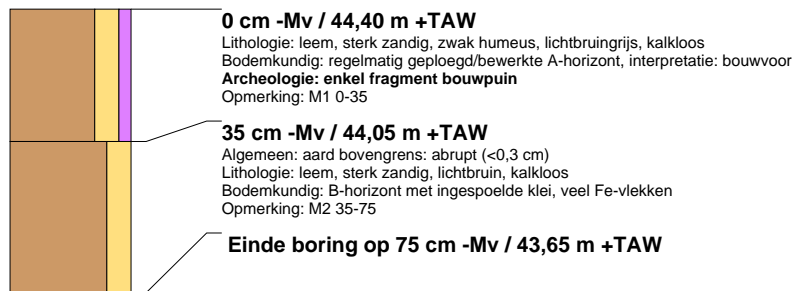 0 cm -Mv / 44,40 m +TAW
Lithologie: leem, sterk zandig, zwak humeus, lichtbruingrijs, kalkloos
Bodemkundig: regelmatig geploegd/bewerkte A-horizont, interpretatie: bouwvoor
Archeologie: enkel fragment bouwpuin
Opmerking: M1 0-35
35 cm -Mv / 44,05 m +TAW
Algemeen: aard bovengrens: abrupt (<0,3 cm)
Lithologie: leem, sterk zandig, lichtbruin, kalkloos
Bodemkundig: B-horizont met ingespoelde klei, veel Fe-vlekken
Opmerking: M2 35-75
Einde boring op 75 cm -Mv / 43,65 m +TAW